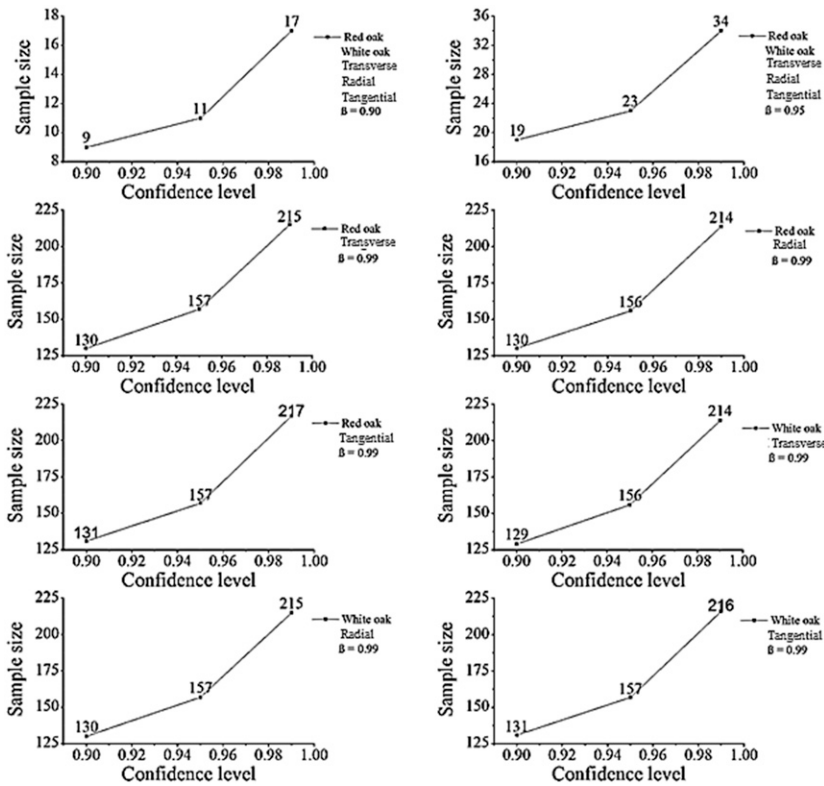 18
16
14
12
10
8
Sample size
9
11
17
0.90 0.92 0.94 0.96 0.98 1.00
Confidence level
Red oak
White oak
Transverse
Radial
Tangential
ß = 0.90
36
32
28
24
20
16
Sample size
19
23
34
0.90 0.92 0.94 0.96 0.98 1.00
Confidence level
Red oak
White oak
Transverse
Radial
Tangential
ß = 0.95
225
200
175
150
125
Sample size
130
157
215
0.90 0.92 0.94 0.96 0.98 1.00
Confidence level
Red oak
Transverse
ß = 0.99
225
200
175
150
125
Sample size
130
156
214
0.90 0.92 0.94 0.96 0.98 1.00
Confidence level
Red oak
Radial
ß = 0.99
225
200
175
150
125
Sample size
131
157
217
0.90 0.92 0.94 0.96 0.98 1.00
Confidence level
Red oak
Tangential
ß = 0.99
225
200
175
150
125
Sample size
129
156
214
0.90 0.92 0.94 0.96 0.98 1.00
Confidence level
White oak
Transverse
ß = 0.99
225
200
175
150
125
Sample size
130
157
215
0.90 0.92 0.94 0.96 0.98 1.00
Confidence level
White oak
Radial
ß = 0.99
225
200
175
150
125
Sample size
131
157
216
0.90 0.92 0.94 0.96 0.98 1.00
Confidence level
White oak
Tangential
ß = 0.99